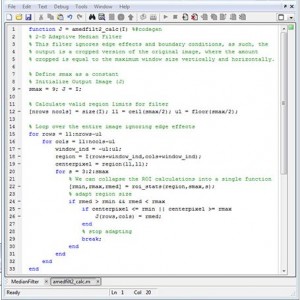 File Edit Text Debug Tools Window Help
1 function J = amedfilt2_calc(I) %#codegen
2 % 2-D Adaptive Median Filter
3 % This filter ignores edge effects and boundary conditions, as such, the
4 % output is a cropped version of the original image, where the amount
5 % cropped is equal to the maximum window size vertically and horizontally.
6
7 % Define smax as a constant
8 % Initialize Output Image (J)
9 smax = 9; J = I;
10
11 % Calculate valid region limits for filter
12 [nrows ncols] = size(I); ll = ceil(smax/2); ul = floor(smax/2);
13
14 % Loop over the entire image ignoring edge effects
15 for rows = ll:nrows-ul
16 for cols = ll:ncols-ul
17 window_ind = -ul:ul;
18 region = I(rows+window_ind,cols+window_ind);
19 centerpixel = region(ll,ll);
20 for s = 3:2:smax
21 % We can collapse the ROI calculations into a single function
22 [rmin,rmax,rmed] = roi_stats(region,smax,s);
23 % adapt region size
24 if rmed > rmin && rmed < rmax
25 if centerpixel <= rmin || centerpixel >= rmax
26 J(rows,cols) = rmed;
27 end
28 % stop adapting
29 break;
30 end
31 end
32 end
33 end
MedianFilter × amedfilt2_calc.m ×
Ready Ln 1 Col 20